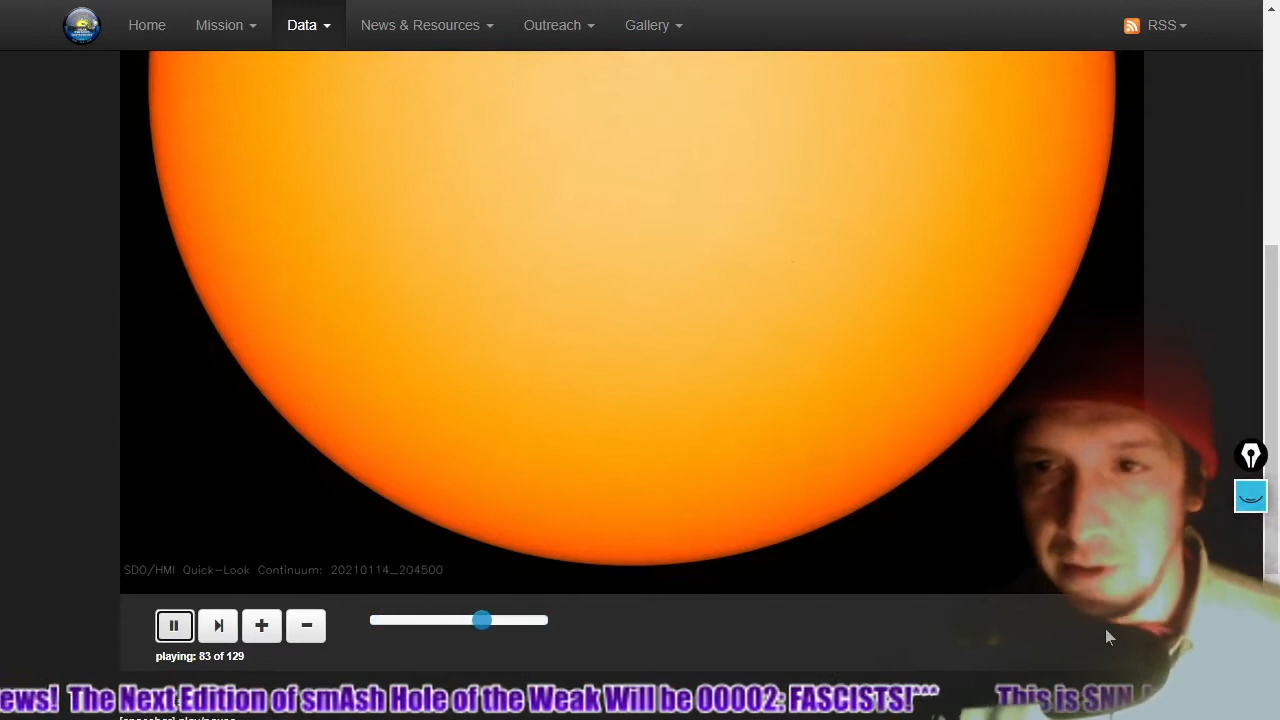 Home Mission Data News & Resources Outreach Gallery RSS
SDO/HMI Quick-Look Continuum: 20210114_204500
playing: 83 of 129
ews! The Next Edition of smAsh Hole of the Weak Will be 00002: FASCISTS!*** This is SNN